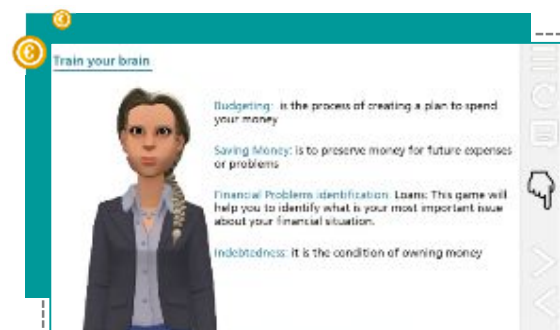 Train your brain
Budgeting: is the process of creating a plan to spend
your money
Saving Money: is to preserve money for future expenses
or problems
Financial Problems identification: Loans: This game will
help you to identify what is your most important issue
about your financial situation.
Indebtedness: it is the condition of owning money